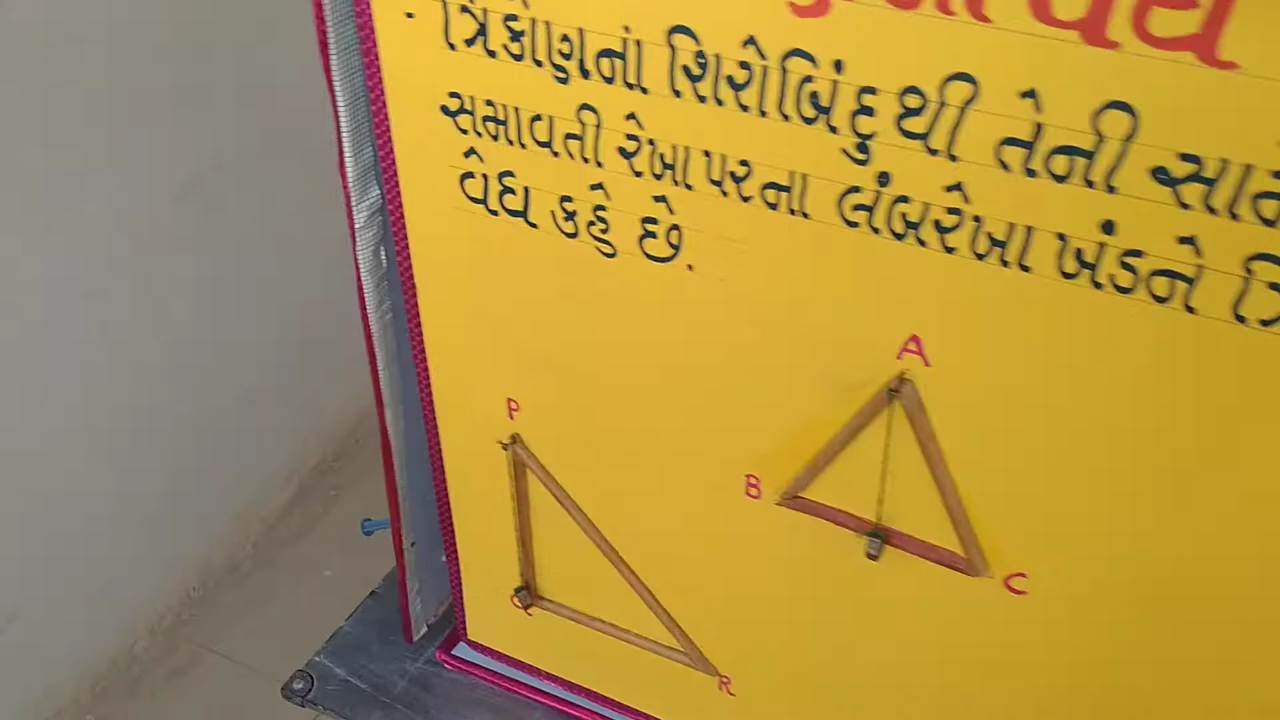 ત્રિકોણનાં શિરોબિંદુથી તેની
સમાવતી રેખા પરના લંબરેખા ખંડને
વેધ કહે છે.
A
P
B
C
Q
R